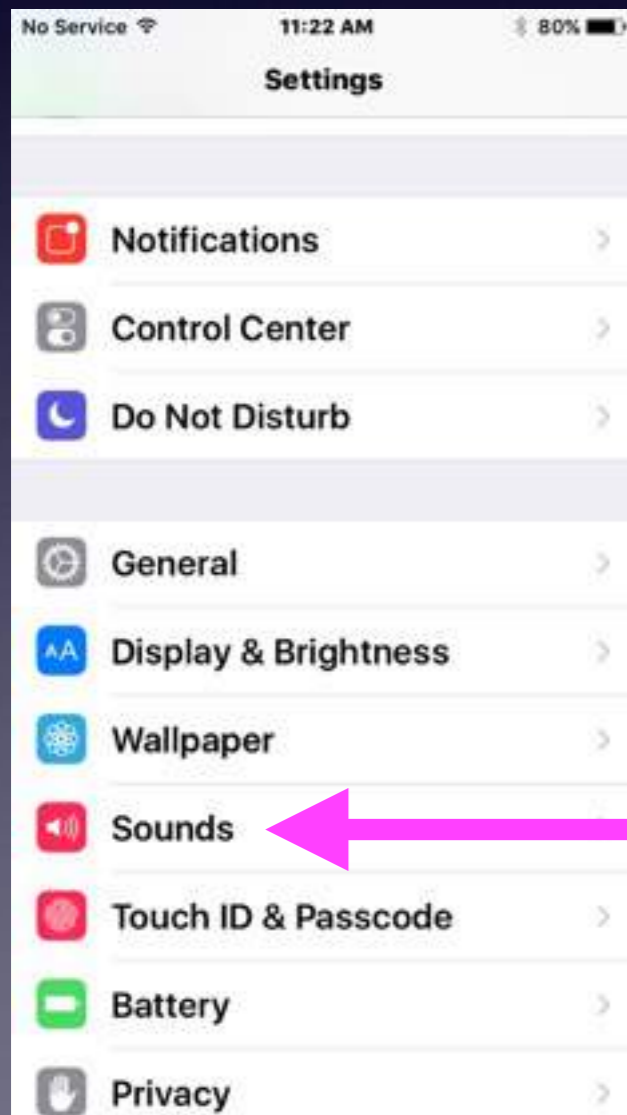 No Service 11:22 AM 80%
Settings
Notifications
Control Center
Do Not Disturb
General
AA Display & Brightness
Wallpaper
Sounds
Touch ID & Passcode
Battery
Privacy